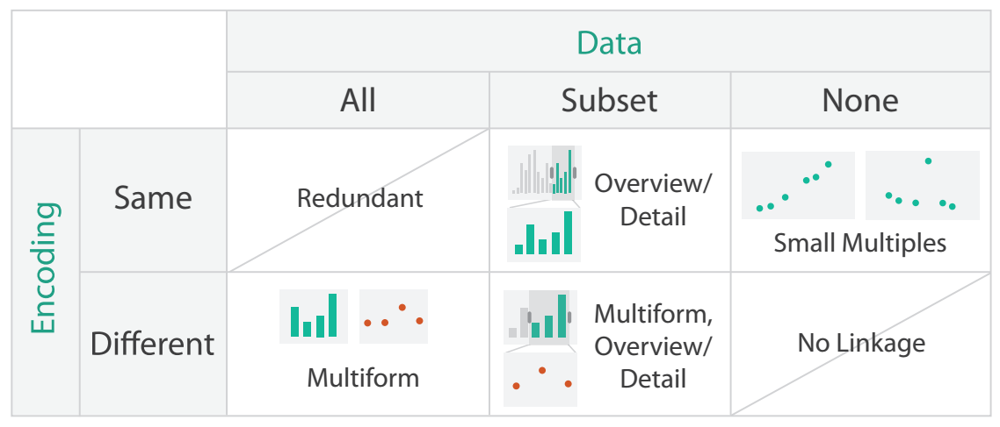 Data
All
Subset
None
Encoding
Same
Redundant
Overview/
Detail
Small Multiples
Different
Multiform
Multiform,
Overview/
Detail
No Linkage